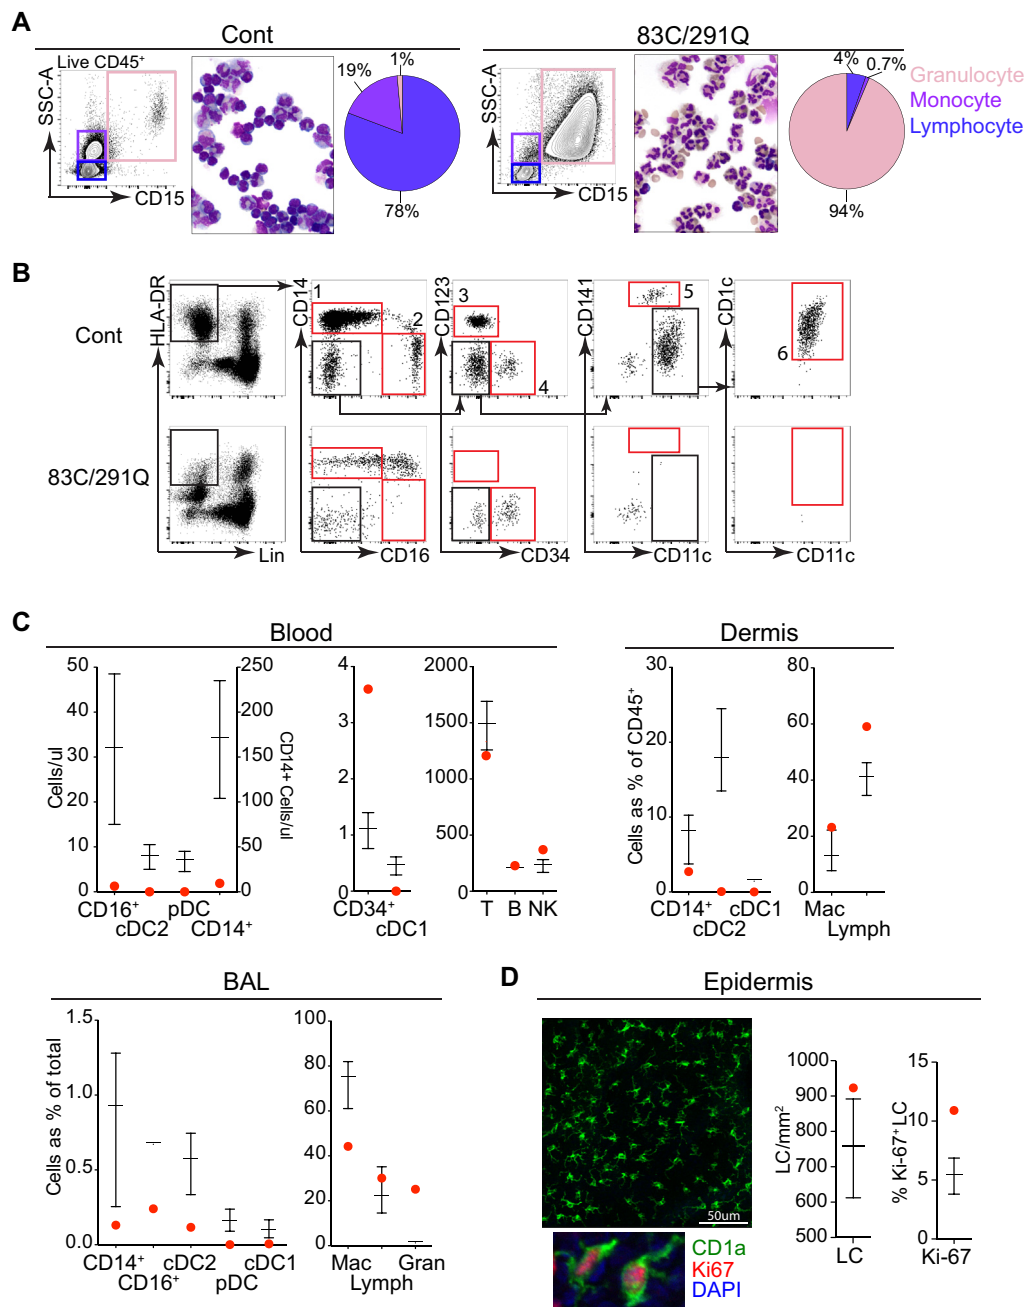 A
Cont
83C/291Q
Live CD45⁺
SSC-A
CD15
19%
1%
78%
SSC-A
CD15
4%
0.7%
94%
Granulocyte
Monocyte
Lymphocyte
B
Cont
83C/291Q
HLA-DR
Lin
CD14
1
2
CD16
CD123
3
4
CD34
CD141
5
CD11c
CD1c
6
CD11c
C
Blood
Dermis
50
40
30
20
10
0
Cells/ul
250
200
150
100
50
0
CD14+ Cells/ul
CD16⁺
cDC2
pDC
CD14⁺
4
3
2
1
0
CD34⁺
cDC1
2000
1500
1000
500
0
T B NK
30
20
10
0
Cells as % of CD45⁺
CD14⁺
cDC2
cDC1
80
60
40
20
0
Mac
Lymph
BAL
1.5
1.0
0.5
0.0
Cells as % of total
CD14⁺
CD16⁺
cDC2
pDC
cDC1
100
80
60
40
20
0
Mac
Lymph
Gran
D
Epidermis
50um
CD1a
Ki67
DAPI
1000
900
800
700
600
500
LC/mm²
LC
15
10
5
0
% Ki-67⁺LC
Ki-67